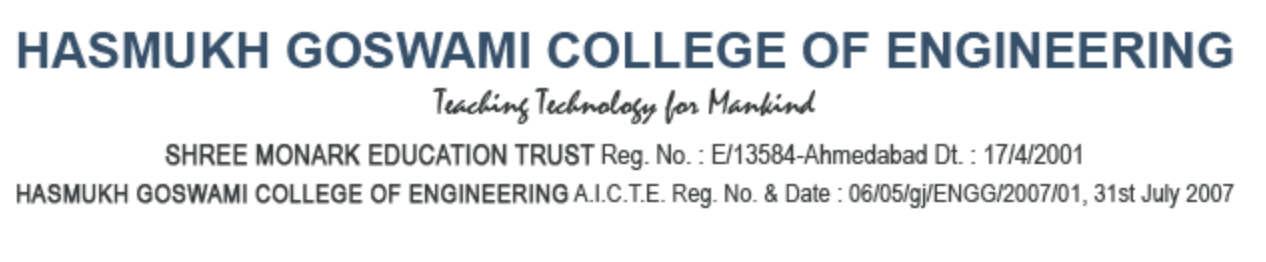 HASMUKH GOSWAMI COLLEGE OF ENGINEERING
Teaching Technology for Mankind
SHREE MONARK EDUCATION TRUST Reg. No. : E/13584-Ahmedabad Dt. : 17/4/2001
HASMUKH GOSWAMI COLLEGE OF ENGINEERING A.I.C.T.E. Reg. No. & Date : 06/05/gj/ENGG/2007/01, 31st July 2007